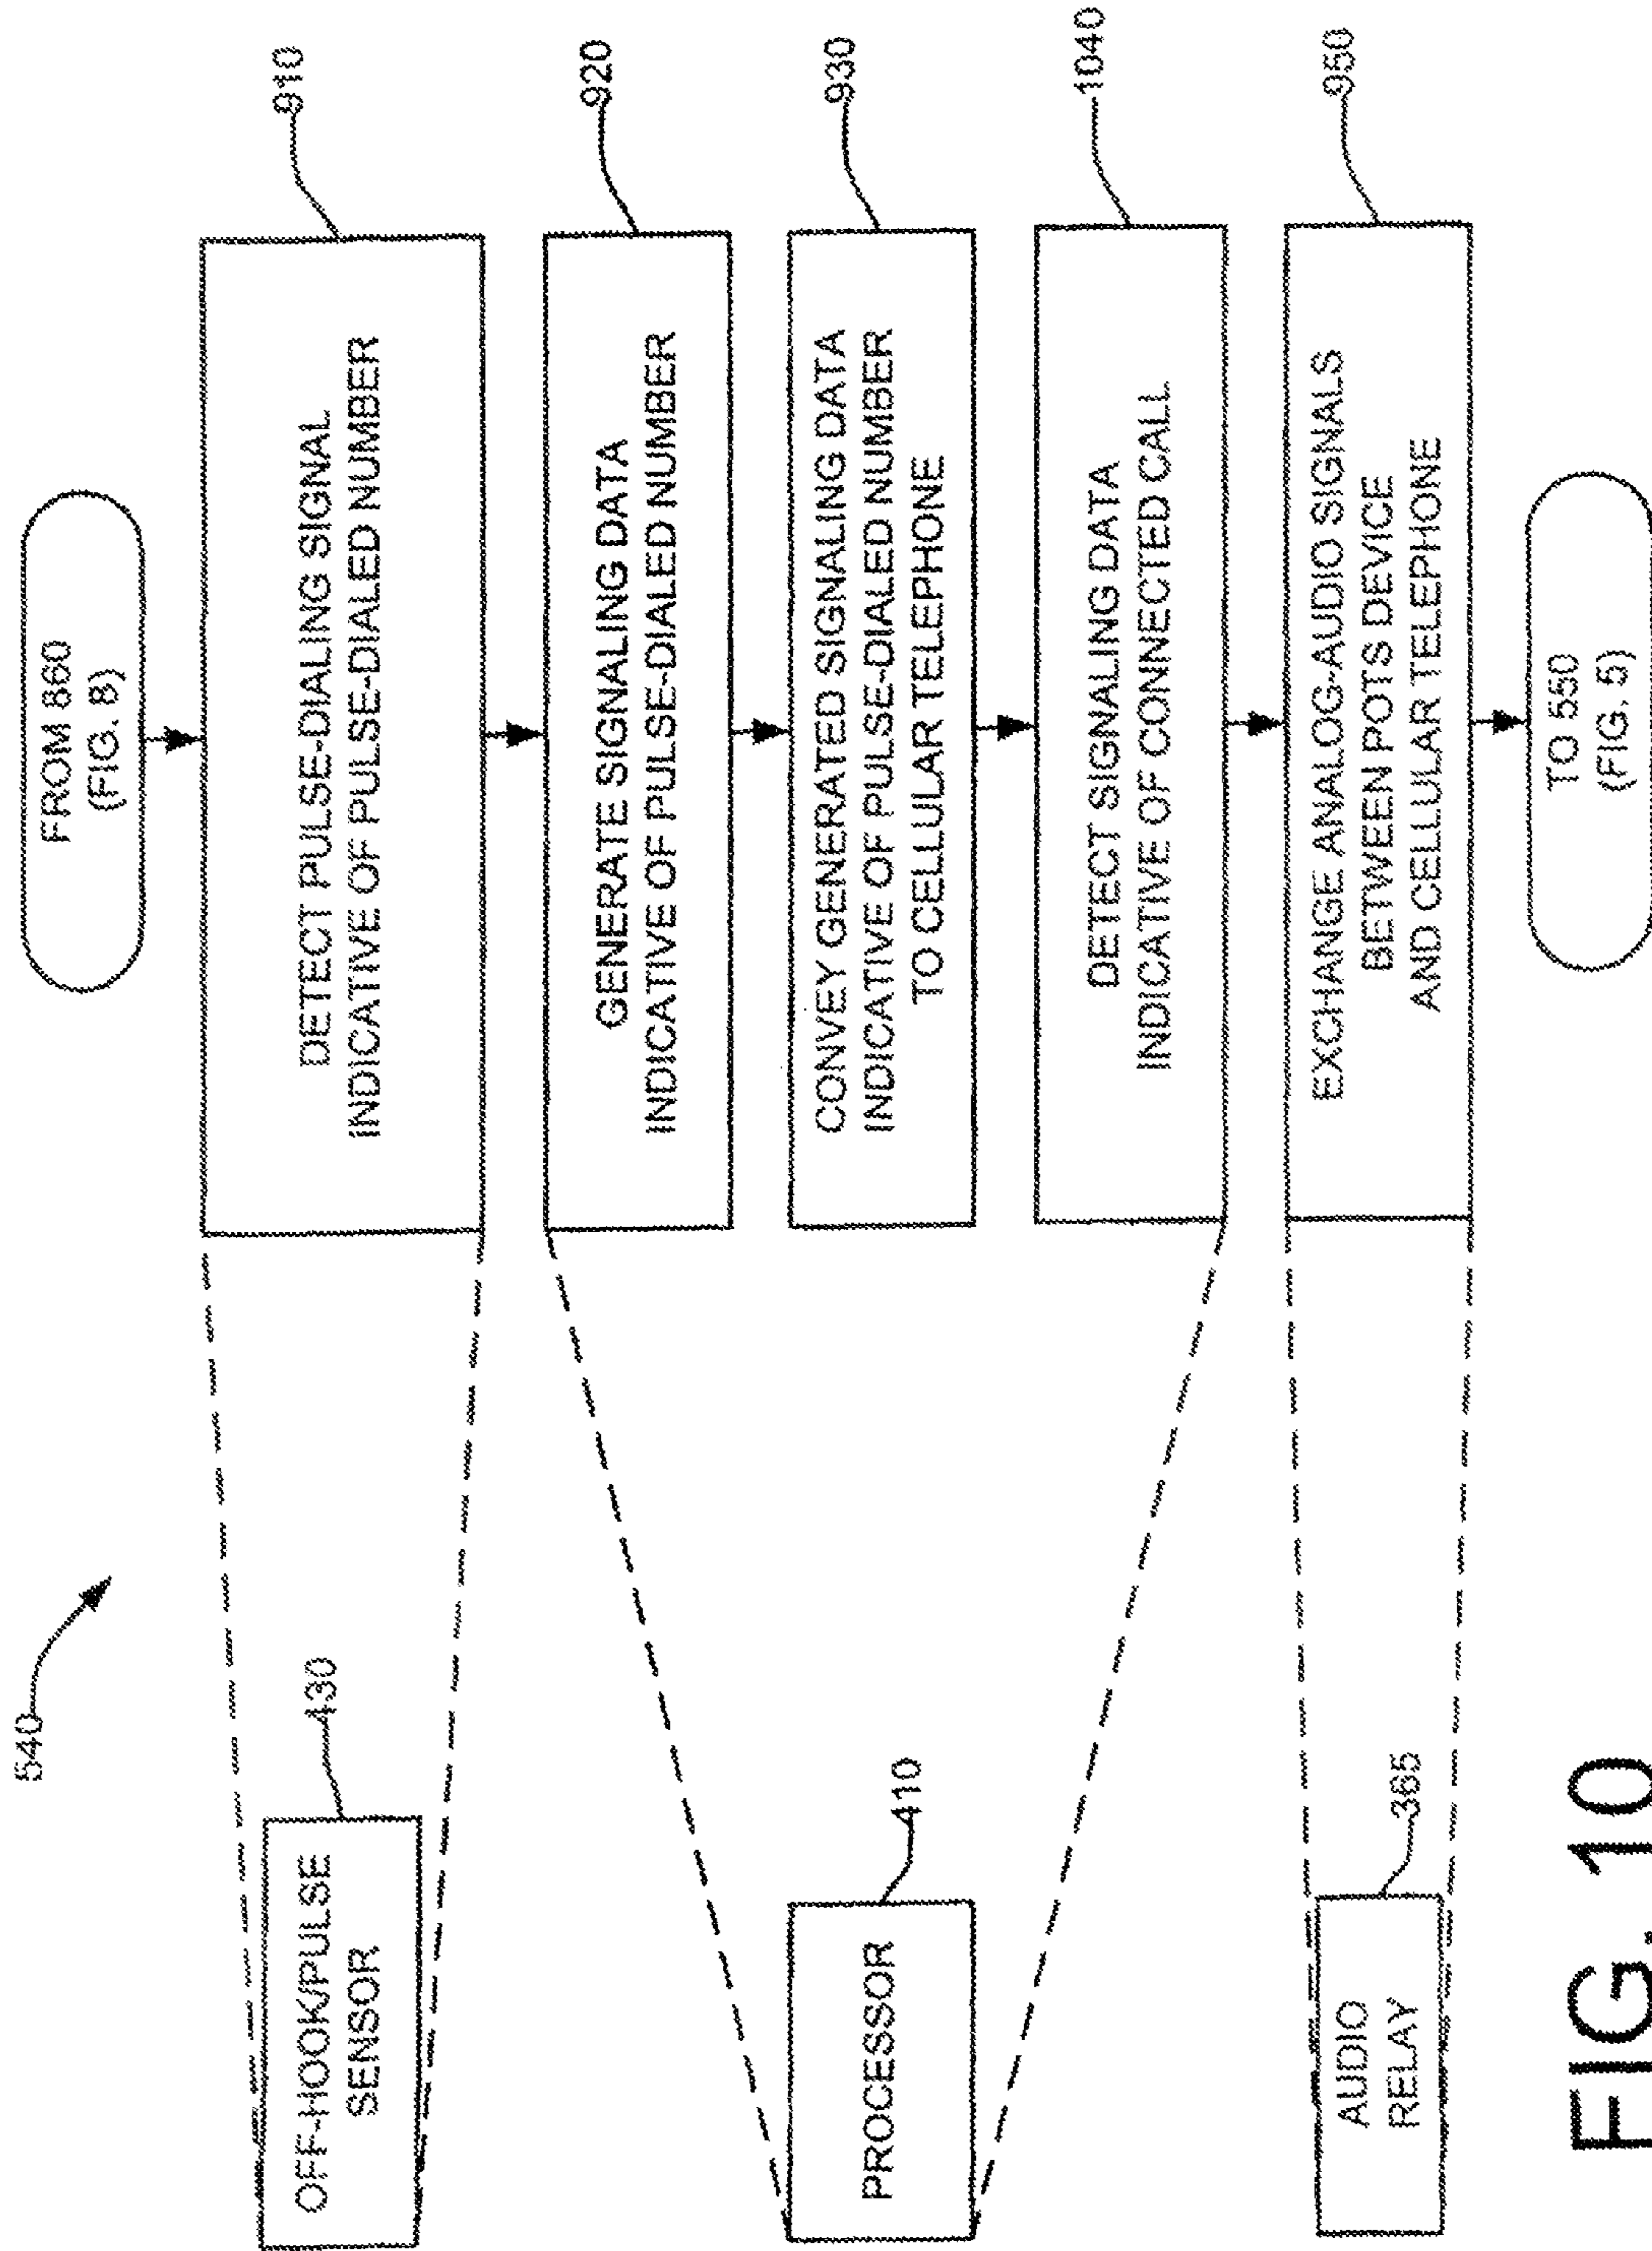 540
FROM 860
(FIG. 8)
OFF-HOOK/PULSE
SENSOR
430
DETECT PULSE-DIALING SIGNAL
INDICATIVE OF PULSE-DIALED NUMBER
910
GENERATE SIGNALING DATA
INDICATIVE OF PULSE-DIALED NUMBER
920
PROCESSOR
410
CONVEY GENERATED SIGNALING DATA
INDICATIVE OF PULSE-DIALED NUMBER
TO CELLULAR TELEPHONE
930
DETECT SIGNALING DATA
INDICATIVE OF CONNECTED CALL
1040
AUDIO
RELAY
365
EXCHANGE ANALOG-AUDIO SIGNALS
BETWEEN POTS DEVICE
AND CELLULAR TELEPHONE
950
TO 550
(FIG. 5)
FIG. 10